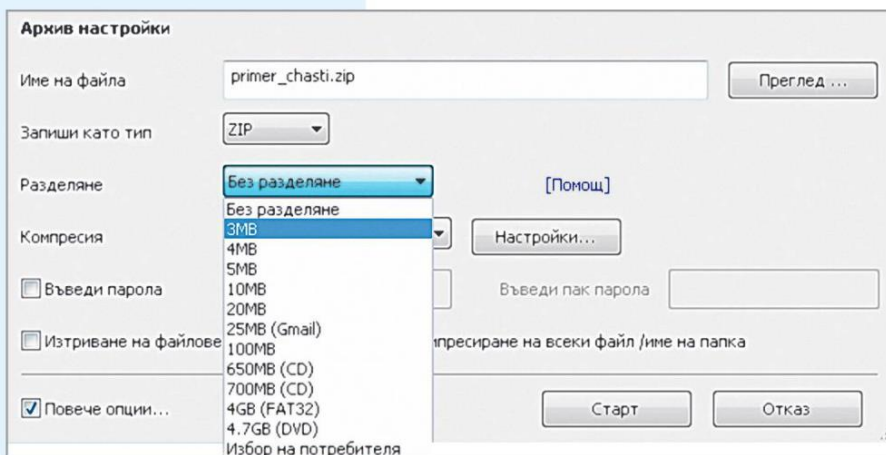 Архив настройки
Име на файла primer_chasti.zip Преглед ...
Запиши като тип ZIP
Разделяне Без разделяне [Помощ]
Без разделяне
Компресия 3MB Настройки...
4MB
5MB
Въведи парола 10MB Въведи пак парола
20MB
25MB (Gmail)
Изтриване на файлове мпресиране на всеки файл /име на папка
100MB
650MB (CD)
700MB (CD)
Повече опции... 4GB (FAT32) Старт Отказ
4.7GB (DVD)
Избор на потребителя